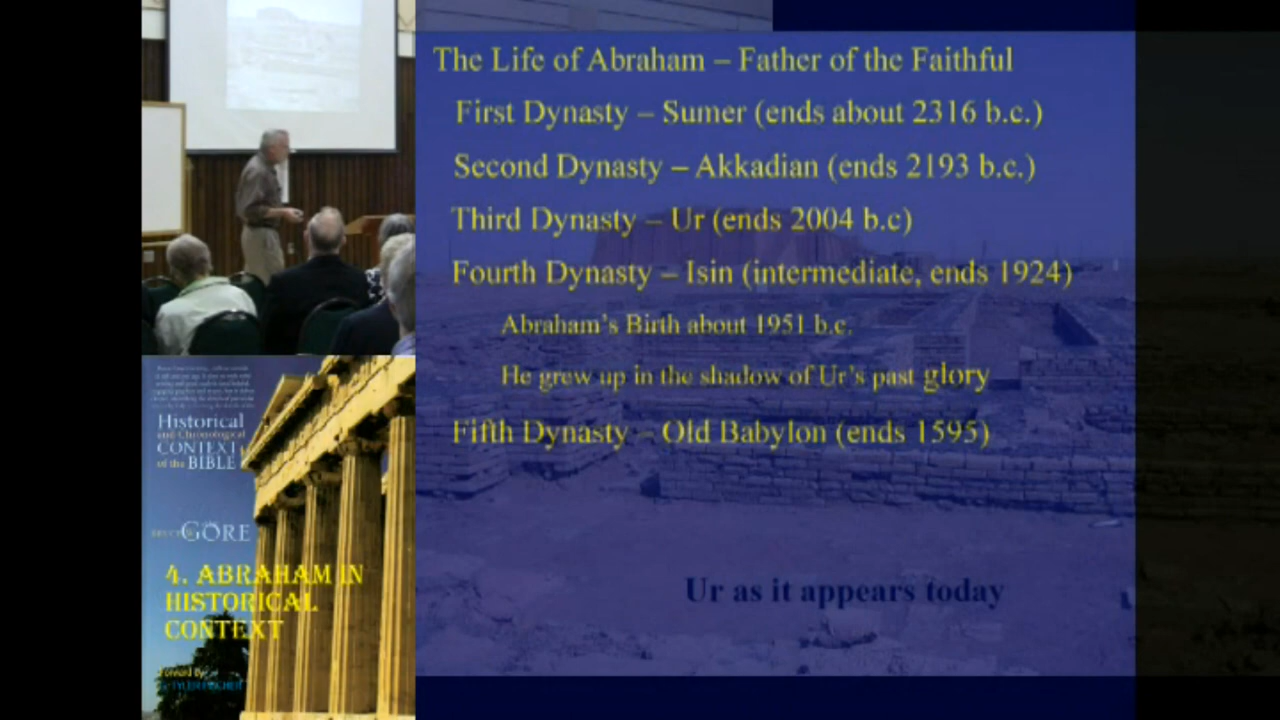 The Life of Abraham – Father of the Faithful
First Dynasty – Sumer (ends about 2316 b.c.)
Second Dynasty – Akkadian (ends 2193 b.c.)
Third Dynasty – Ur (ends 2004 b.c)
Fourth Dynasty – Isin (intermediate, ends 1924)
Abraham's Birth about 1951 b.c.
He grew up in the shadow of Ur's past glory
Fifth Dynasty – Old Babylon (ends 1595)
Ur as it appears today
Historical
and Chronological
CONTEXT
of the BIBLE
GORE
4. ABRAHAM IN
HISTORICAL
CONTEXT